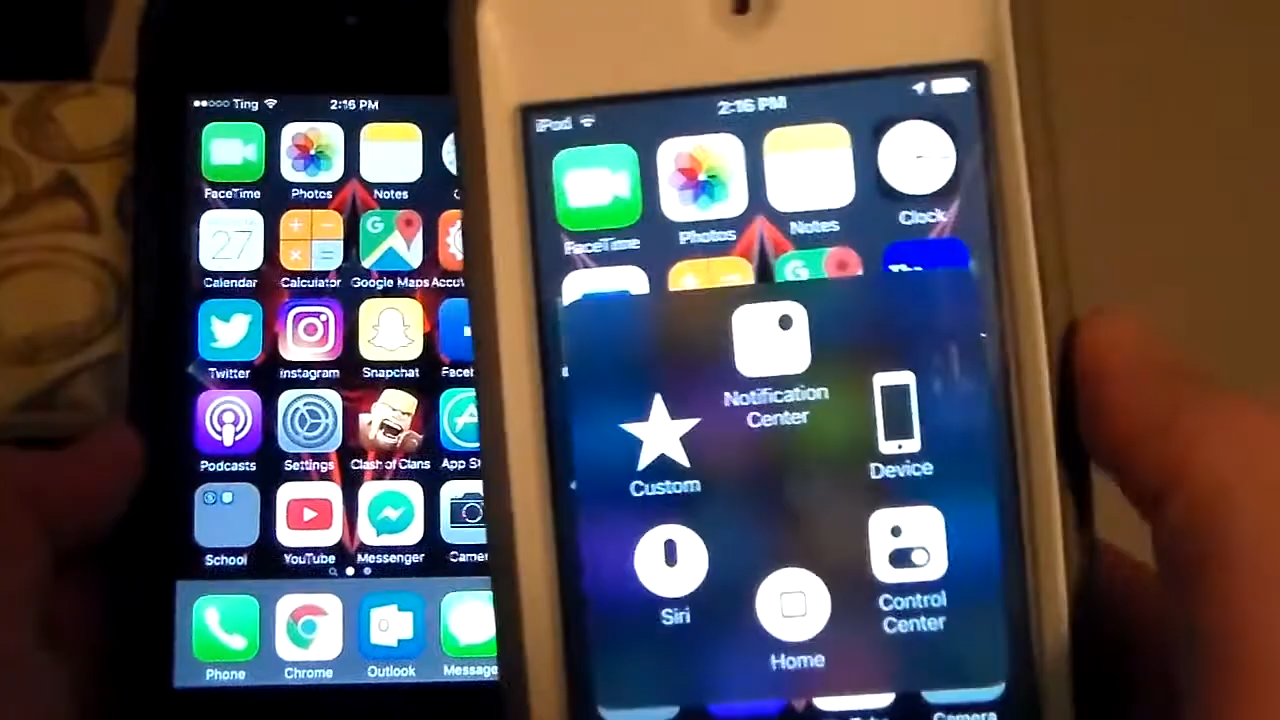 Ting
2:16 PM
FaceTime
Photos
Notes
27
Calendar
Calculator
G
Google Maps
Twitter
Instagram
Snapchat
Podcasts
Settings
Clash of Clans
App
School
YouTube
Messenger
Phone
Chrome
Outlook
iPod
2:16 PM
FaceTime
Photos
Notes
Clock
G
Notification
Center
Custom
Device
Siri
Control
Center
Home
Camera